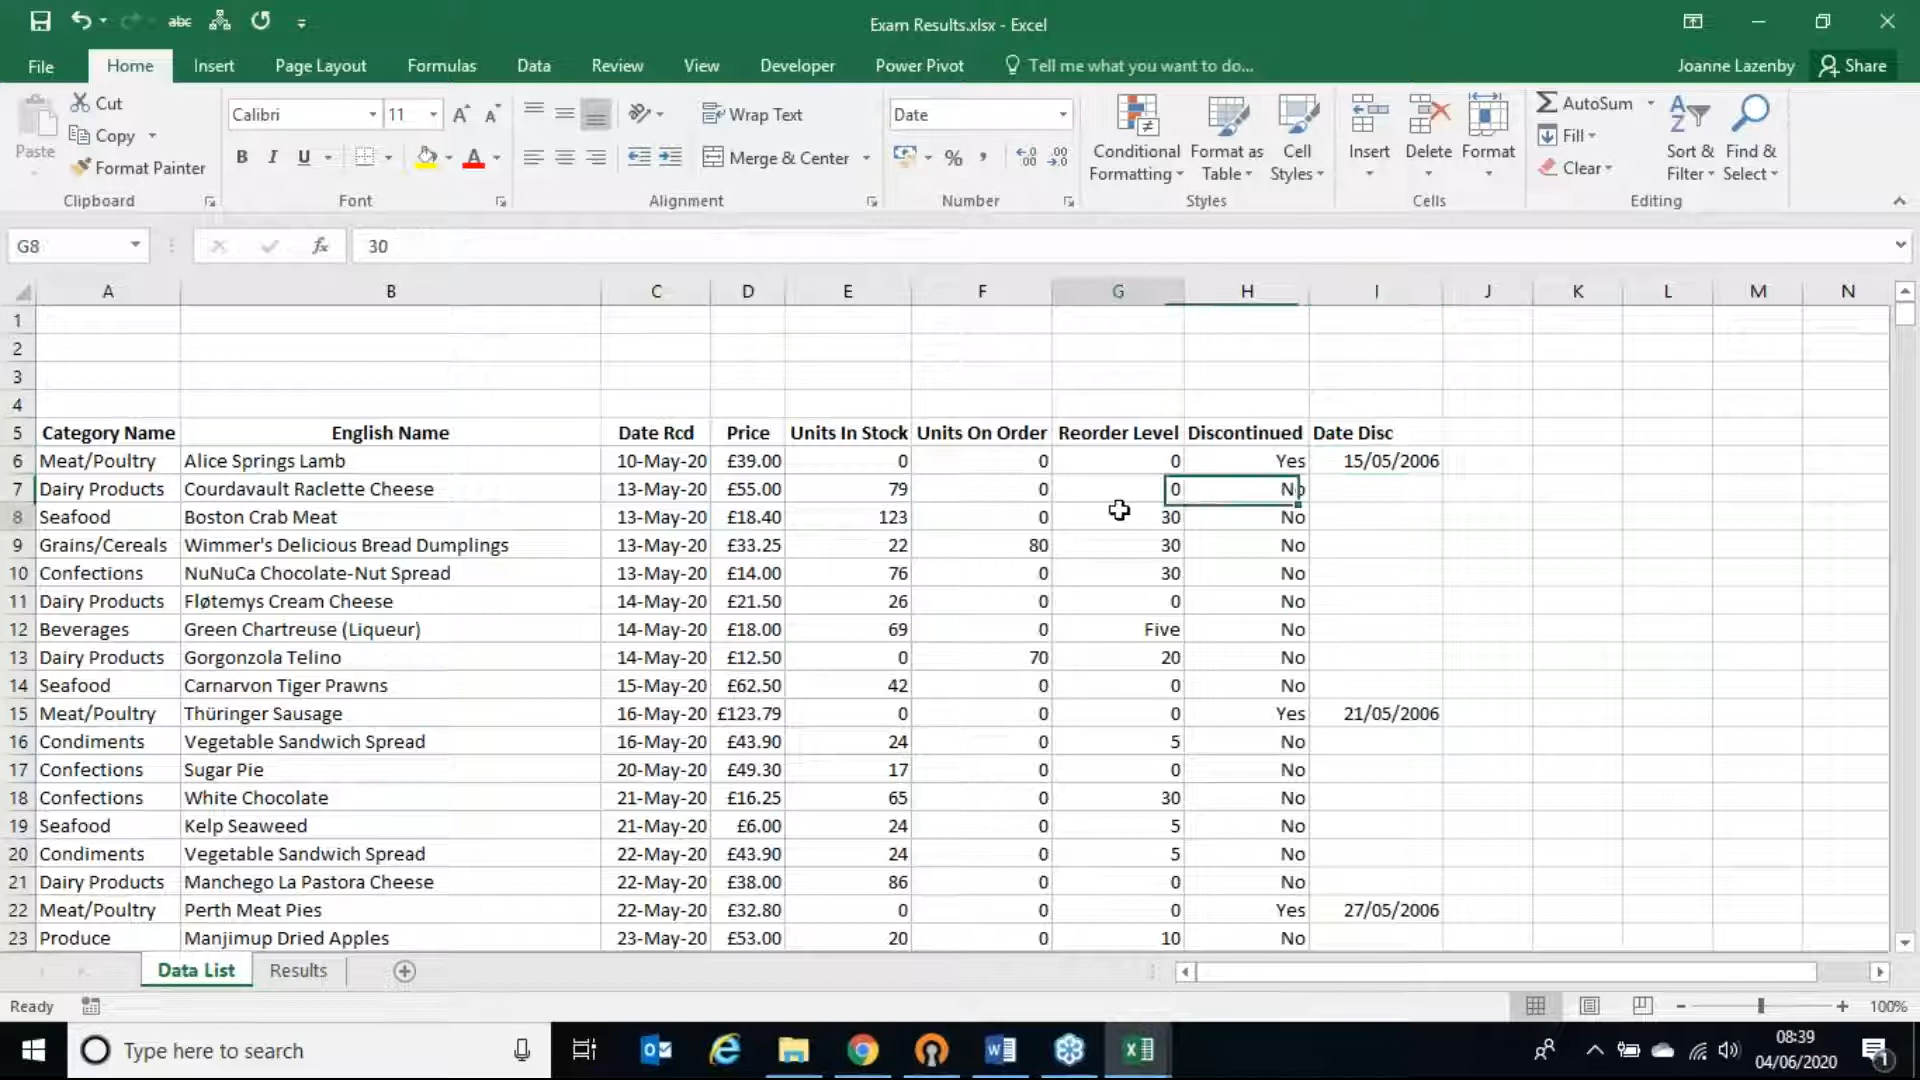 abc
Exam Results.xlsx - Excel
File Home Insert Page Layout Formulas Data Review View Developer Power Pivot Tell me what you want to do... Joanne Lazenby Share
Paste
Cut
Copy
Format Painter
Clipboard
Calibri 11
B I U A
Font
Wrap Text
Merge & Center
Alignment
Date
%
Number
Conditional Formatting
Format as Table
Cell Styles
Styles
Insert Delete Format
Cells
AutoSum
Fill
Clear
Sort & Filter
Find & Select
Editing
G8 fx 30
A B C D E F G H I J K L M N
1
2
3
4
5 Category Name English Name Date Rcd Price Units In Stock Units On Order Reorder Level Discontinued Date Disc
6 Meat/Poultry Alice Springs Lamb 10-May-20 £39.00 0 0 0 Yes 15/05/2006
7 Dairy Products Courdavault Raclette Cheese 13-May-20 £55.00 79 0 0 No
8 Seafood Boston Crab Meat 13-May-20 £18.40 123 0 30 No
9 Grains/Cereals Wimmer's Delicious Bread Dumplings 13-May-20 £33.25 22 80 30 No
10 Confections NuNuCa Chocolate-Nut Spread 13-May-20 £14.00 76 0 30 No
11 Dairy Products Fløtemys Cream Cheese 14-May-20 £21.50 26 0 0 No
12 Beverages Green Chartreuse (Liqueur) 14-May-20 £18.00 69 0 Five No
13 Dairy Products Gorgonzola Telino 14-May-20 £12.50 0 70 20 No
14 Seafood Carnarvon Tiger Prawns 15-May-20 £62.50 42 0 0 No
15 Meat/Poultry Thüringer Sausage 16-May-20 £123.79 0 0 0 Yes 21/05/2006
16 Condiments Vegetable Sandwich Spread 16-May-20 £43.90 24 0 5 No
17 Confections Sugar Pie 20-May-20 £49.30 17 0 0 No
18 Confections White Chocolate 21-May-20 £16.25 65 0 30 No
19 Seafood Kelp Seaweed 21-May-20 £6.00 24 0 5 No
20 Condiments Vegetable Sandwich Spread 22-May-20 £43.90 24 0 5 No
21 Dairy Products Manchego La Pastora Cheese 22-May-20 £38.00 86 0 0 No
22 Meat/Poultry Perth Meat Pies 22-May-20 £32.80 0 0 0 Yes 27/05/2006
23 Produce Manjimup Dried Apples 23-May-20 £53.00 20 0 10 No
Data List Results
Ready 100%
Type here to search
08:39
04/06/2020
1